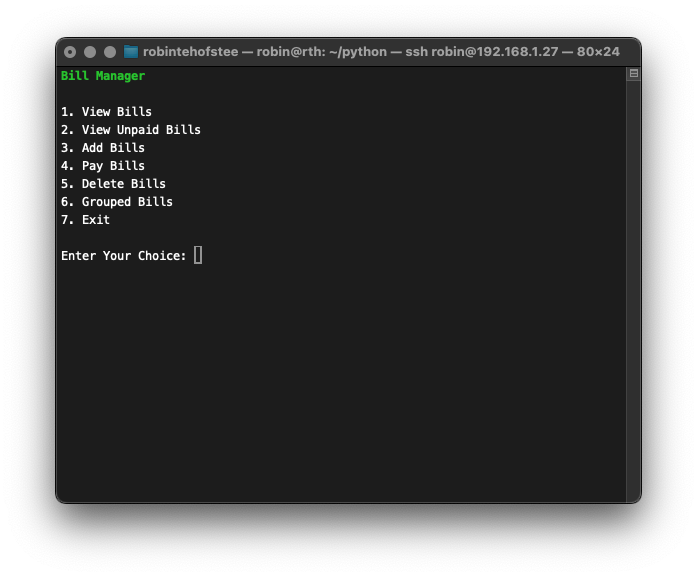 robintehofstee — robin@rth: ~/python — ssh robin@192.168.1.27 — 80×24
Bill Manager
1. View Bills
2. View Unpaid Bills
3. Add Bills
4. Pay Bills
5. Delete Bills
6. Grouped Bills
7. Exit
Enter Your Choice: